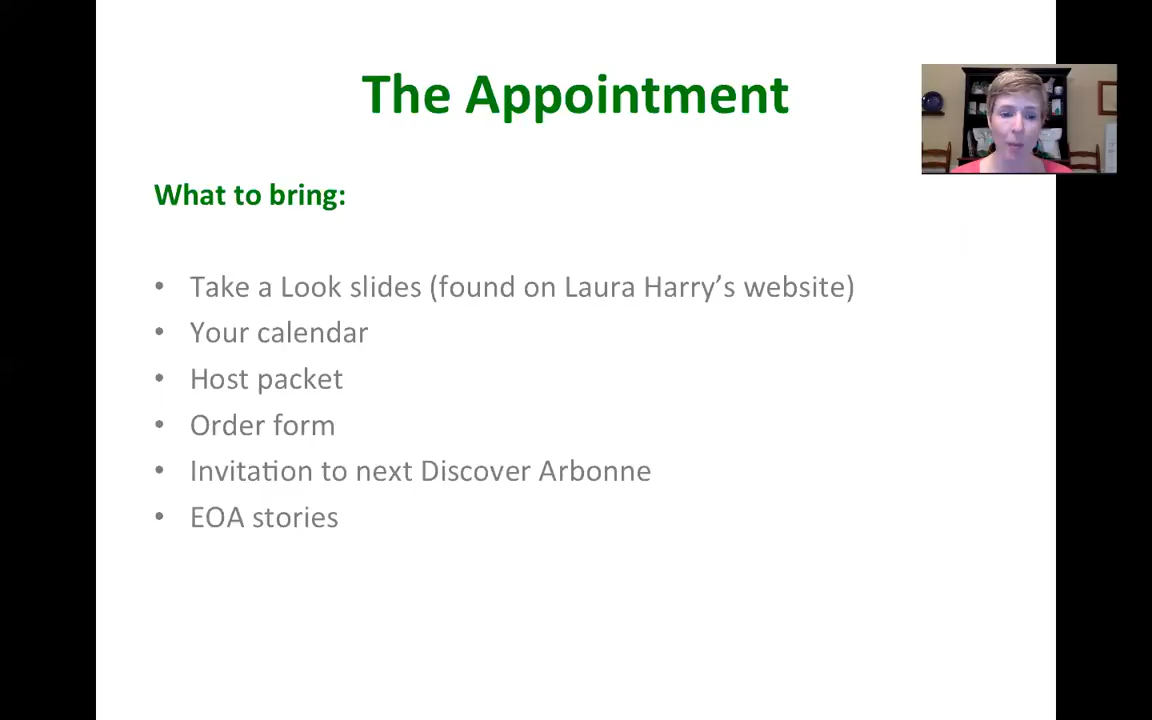 The Appointment
What to bring:
• Take a Look slides (found on Laura Harry’s website)
• Your calendar
• Host packet
• Order form
• Invitation to next Discover Arbonne
• EOA stories